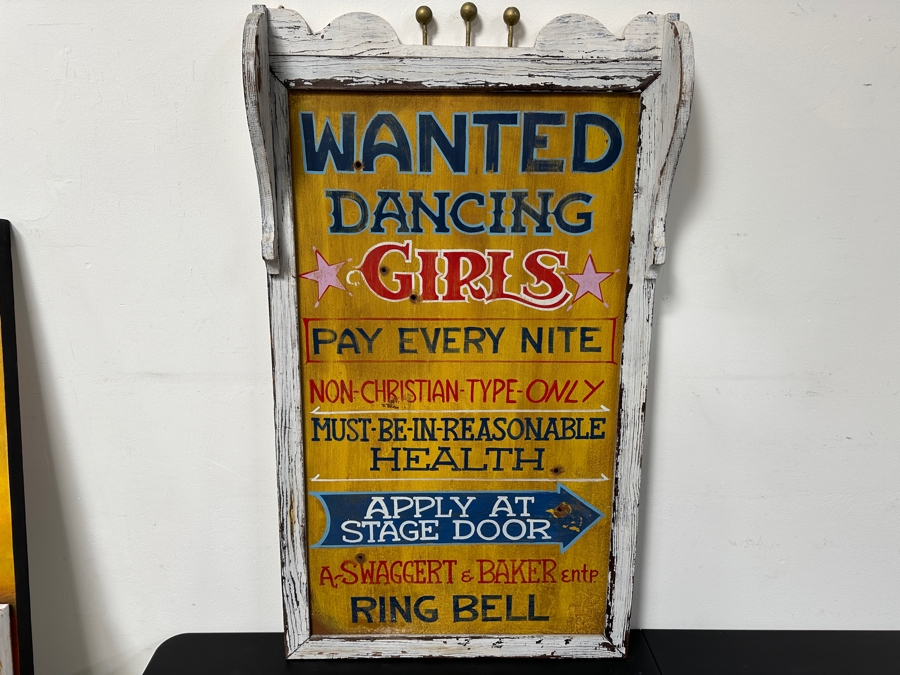 WANTED
DANCING
GIRLS
PAY EVERY NITE
NON-CHRISTIAN-TYPE-ONLY
MUST-BE-IN-REASONABLE
HEALTH
APPLY AT
STAGE DOOR
A-SWAGGERT & BAKER entp
RING BELL